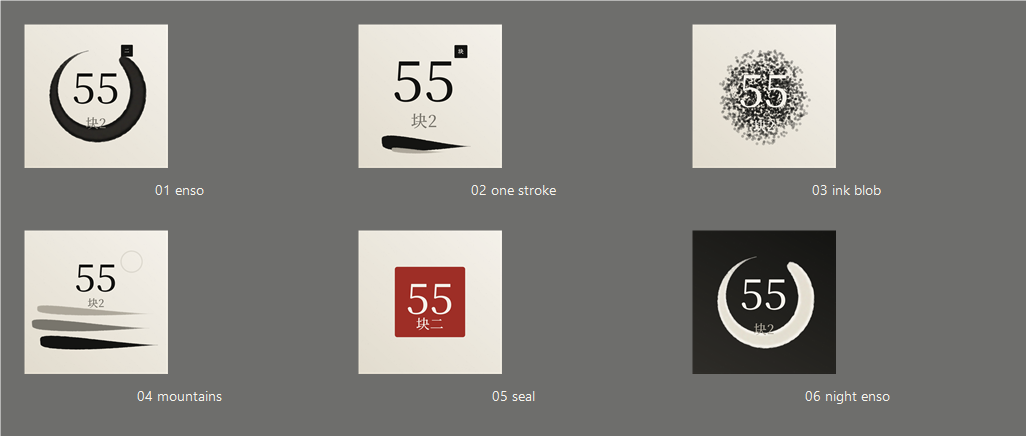 二
55
块2
01 enso
块
55
块2
02 one stroke
55
03 ink blob
55
块2
04 mountains
55
块二
05 seal
55
块2
06 night enso